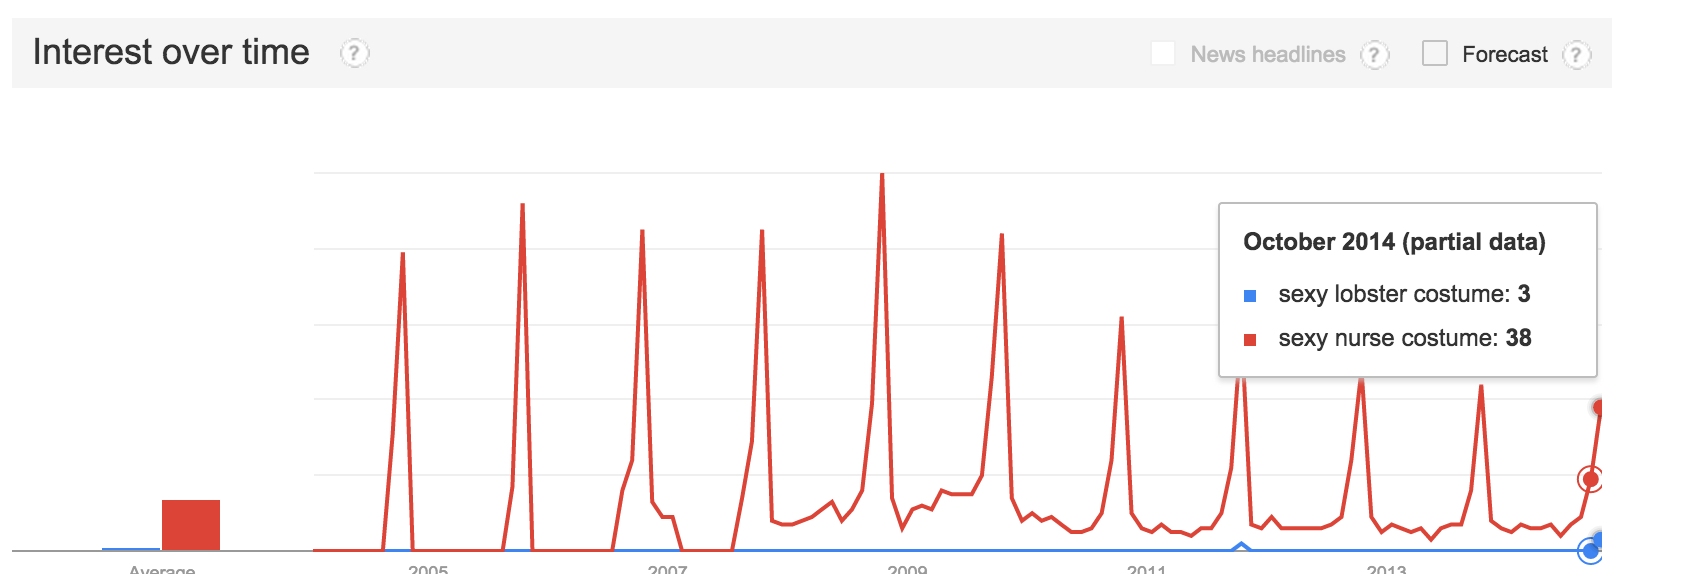 Interest over time ?
News headlines ? Forecast ?
October 2014 (partial data)
sexy lobster costume: 3
sexy nurse costume: 38
Average 2005 2007 2009 2011 2013